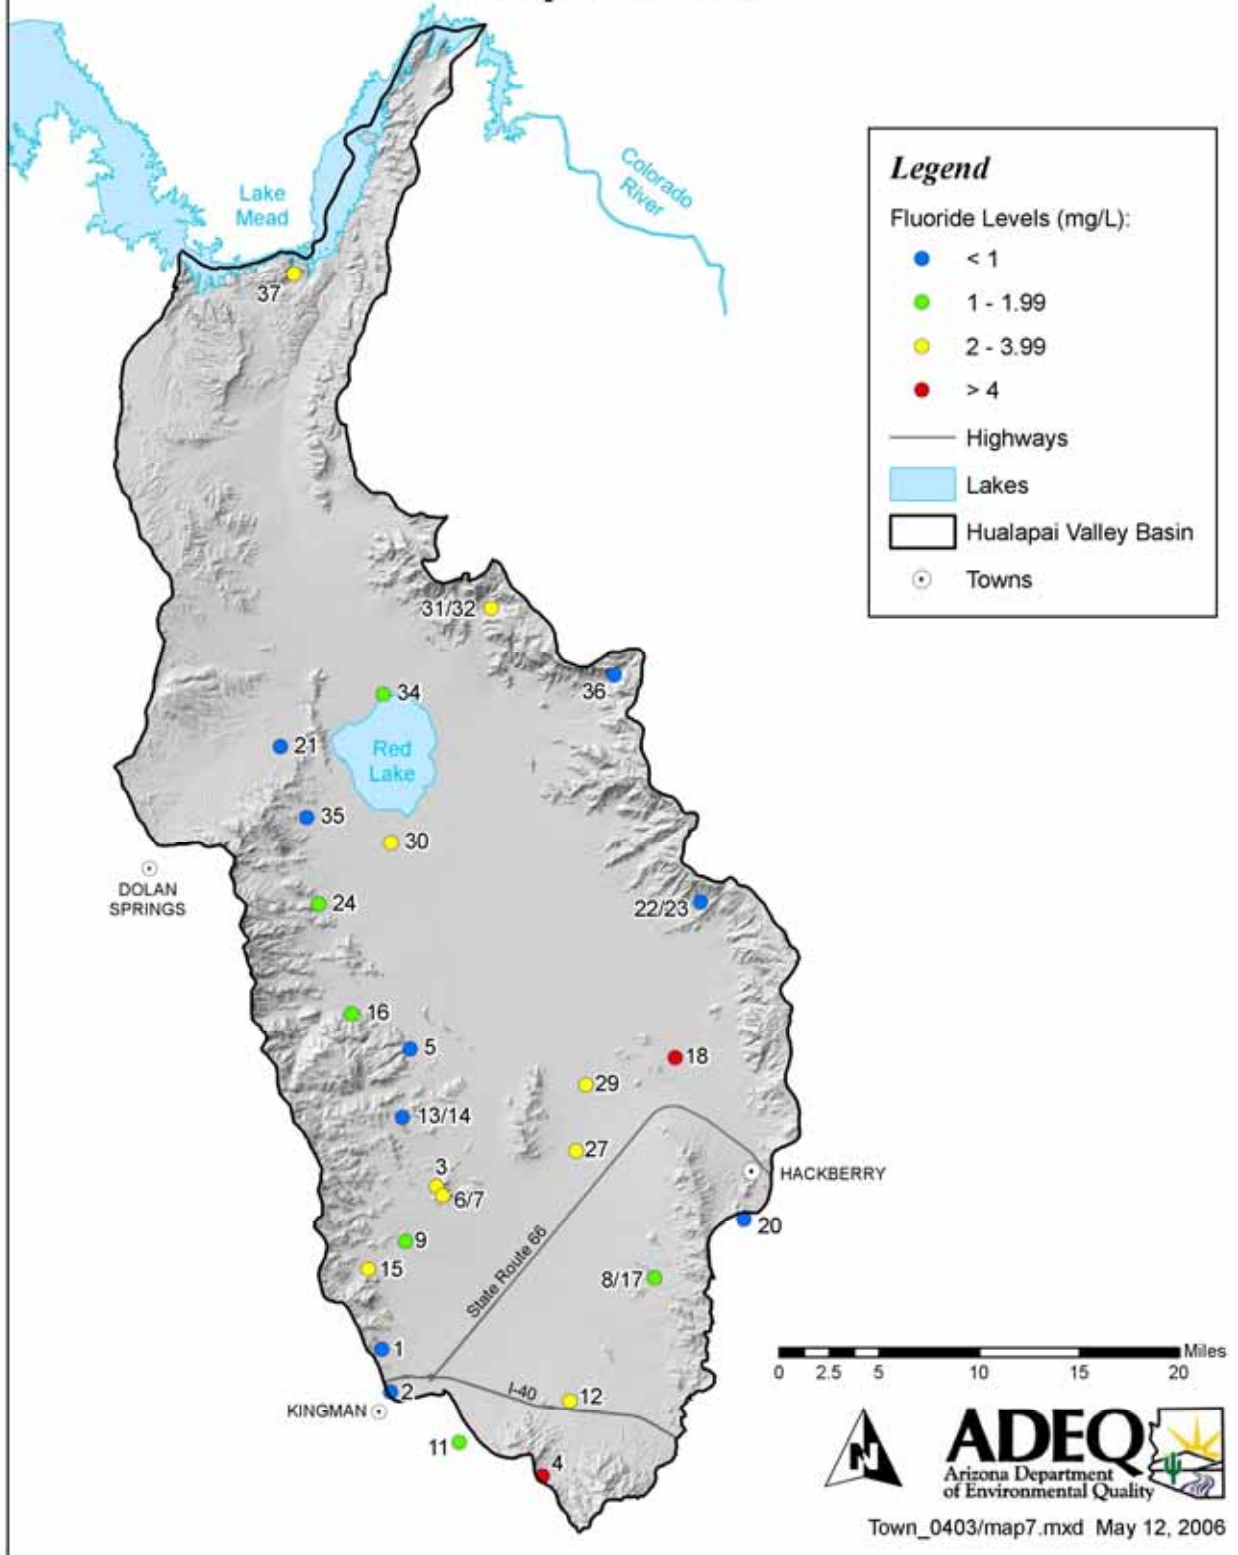 Lake
Mead
Colorado
River
Legend
Fluoride Levels (mg/L):
< 1
1 - 1.99
2 - 3.99
> 4
Highways
Lakes
Hualapai Valley Basin
Towns
37
31/32
36
34
21
Red
Lake
35
30
DOLAN
SPRINGS
24
22/23
16
5
18
29
13/14
27
3
HACKBERRY
6/7
20
9
15
State Route 66
8/17
1
Miles
0 2.5 5 10 15 20
2
I-40
12
KINGMAN
11
4
N
ADEQ
Arizona Department
of Environmental Quality
Town_0403/map7.mxd May 12, 2006